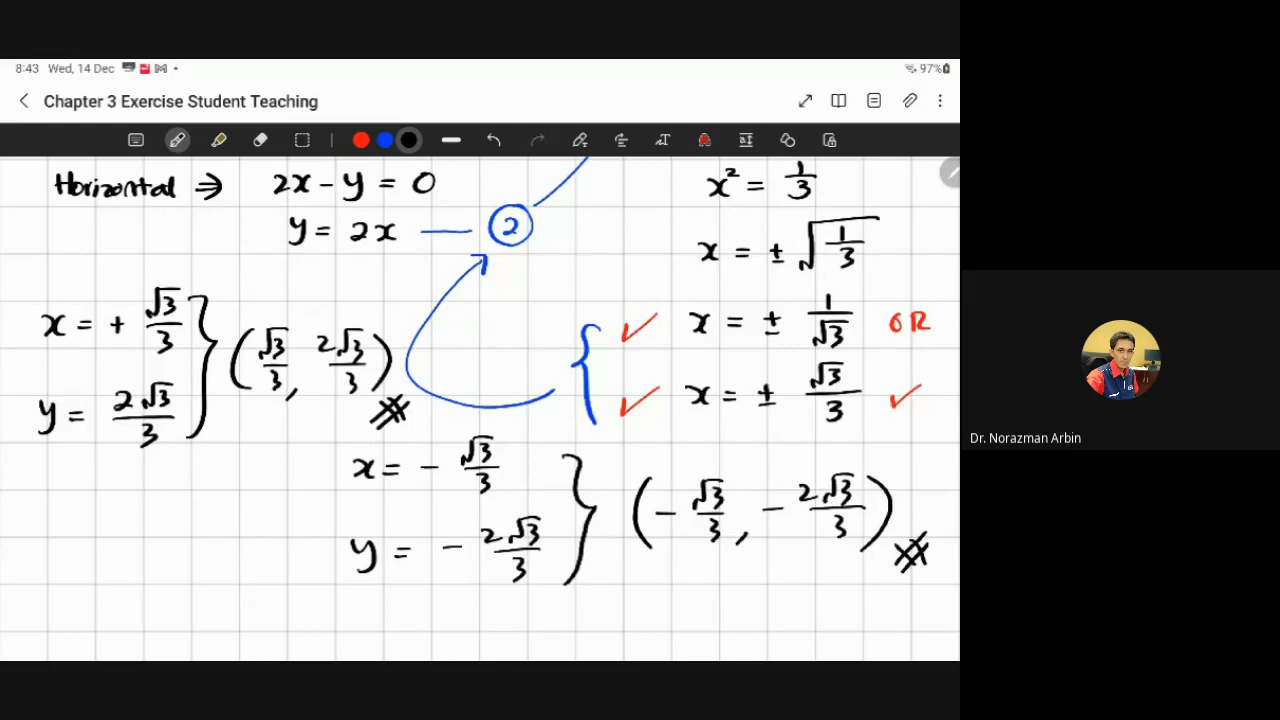 8:43 Wed, 14 Dec
97%
Chapter 3 Exercise Student Teaching
Horizontal ⇒ 2x - y = 0
y = 2x — ②
x = + √3/3
y = 2√3/3
(√3/3, 2√3/3)
x = - √3/3
y = - 2√3/3
(-√3/3, -2√3/3)
x² = 1/3
x = ± √(1/3)
✓ x = ± 1/√3 OR
✓ x = ± √3/3 ✓
Dr. Norazman Arbin